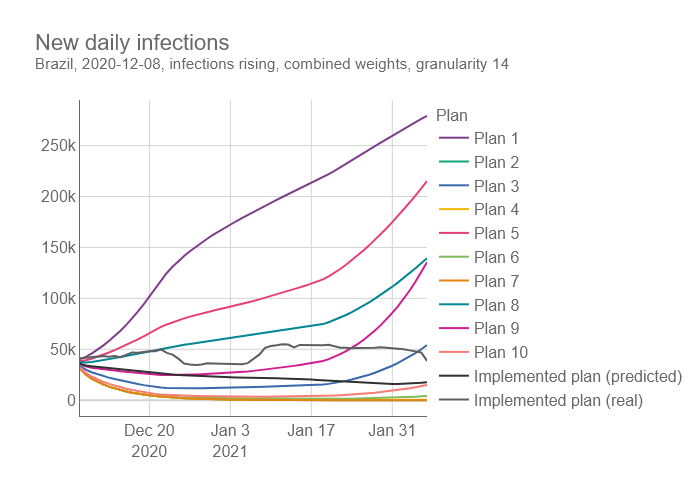 New daily infections
Brazil, 2020-12-08, infections rising, combined weights, granularity 14
Plan
250k
Plan 1
Plan 2
200k
Plan 3
Plan 4
150k
Plan 5
Plan 6
100k
Plan 7
Plan 8
50k
Plan 9
Plan 10
Implemented plan (predicted)
0
Implemented plan (real)
Dec 20
2020
Jan 3
2021
Jan 17
Jan 31